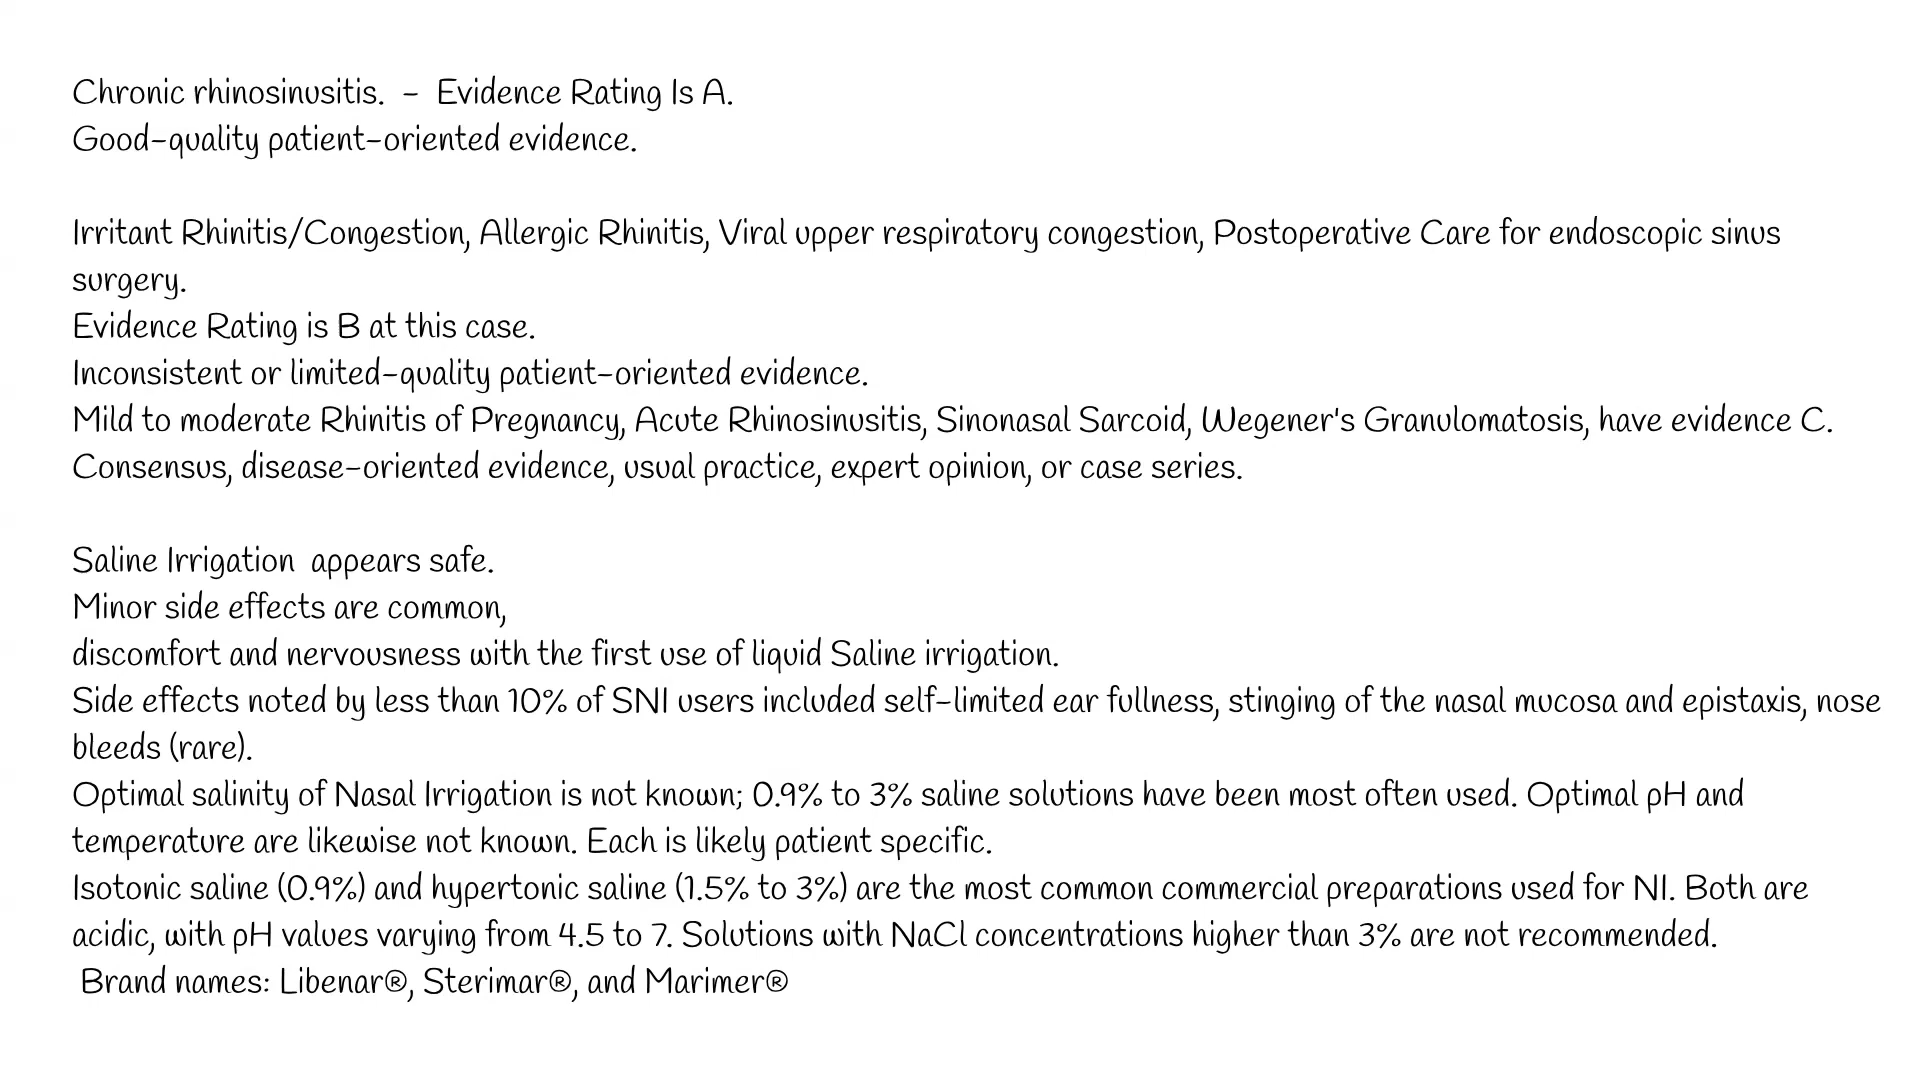 Chronic rhinosinusitis.  -  Evidence Rating Is A.
Good-quality patient-oriented evidence.
Irritant Rhinitis/Congestion, Allergic Rhinitis, Viral upper respiratory congestion, Postoperative Care for endoscopic sinus
surgery.
Evidence Rating is B at this case.
Inconsistent or limited-quality patient-oriented evidence.
Mild to moderate Rhinitis of Pregnancy, Acute Rhinosinusitis, Sinonasal Sarcoid, Wegener's Granulomatosis, have evidence C.
Consensus, disease-oriented evidence, usual practice, expert opinion, or case series.
Saline Irrigation  appears safe.
Minor side effects are common,
discomfort and nervousness with the first use of liquid Saline irrigation.
Side effects noted by less than 10% of SNI users included self-limited ear fullness, stinging of the nasal mucosa and epistaxis, nose
bleeds (rare).
Optimal salinity of Nasal Irrigation is not known; 0.9% to 3% saline solutions have been most often used. Optimal pH and
temperature are likewise not known. Each is likely patient specific.
Isotonic saline (0.9%) and hypertonic saline (1.5% to 3%) are the most common commercial preparations used for NI. Both are
acidic, with pH values varying from 4.5 to 7. Solutions with NaCl concentrations higher than 3% are not recommended.
Brand names: Libenar®, Sterimar®, and Marimer®